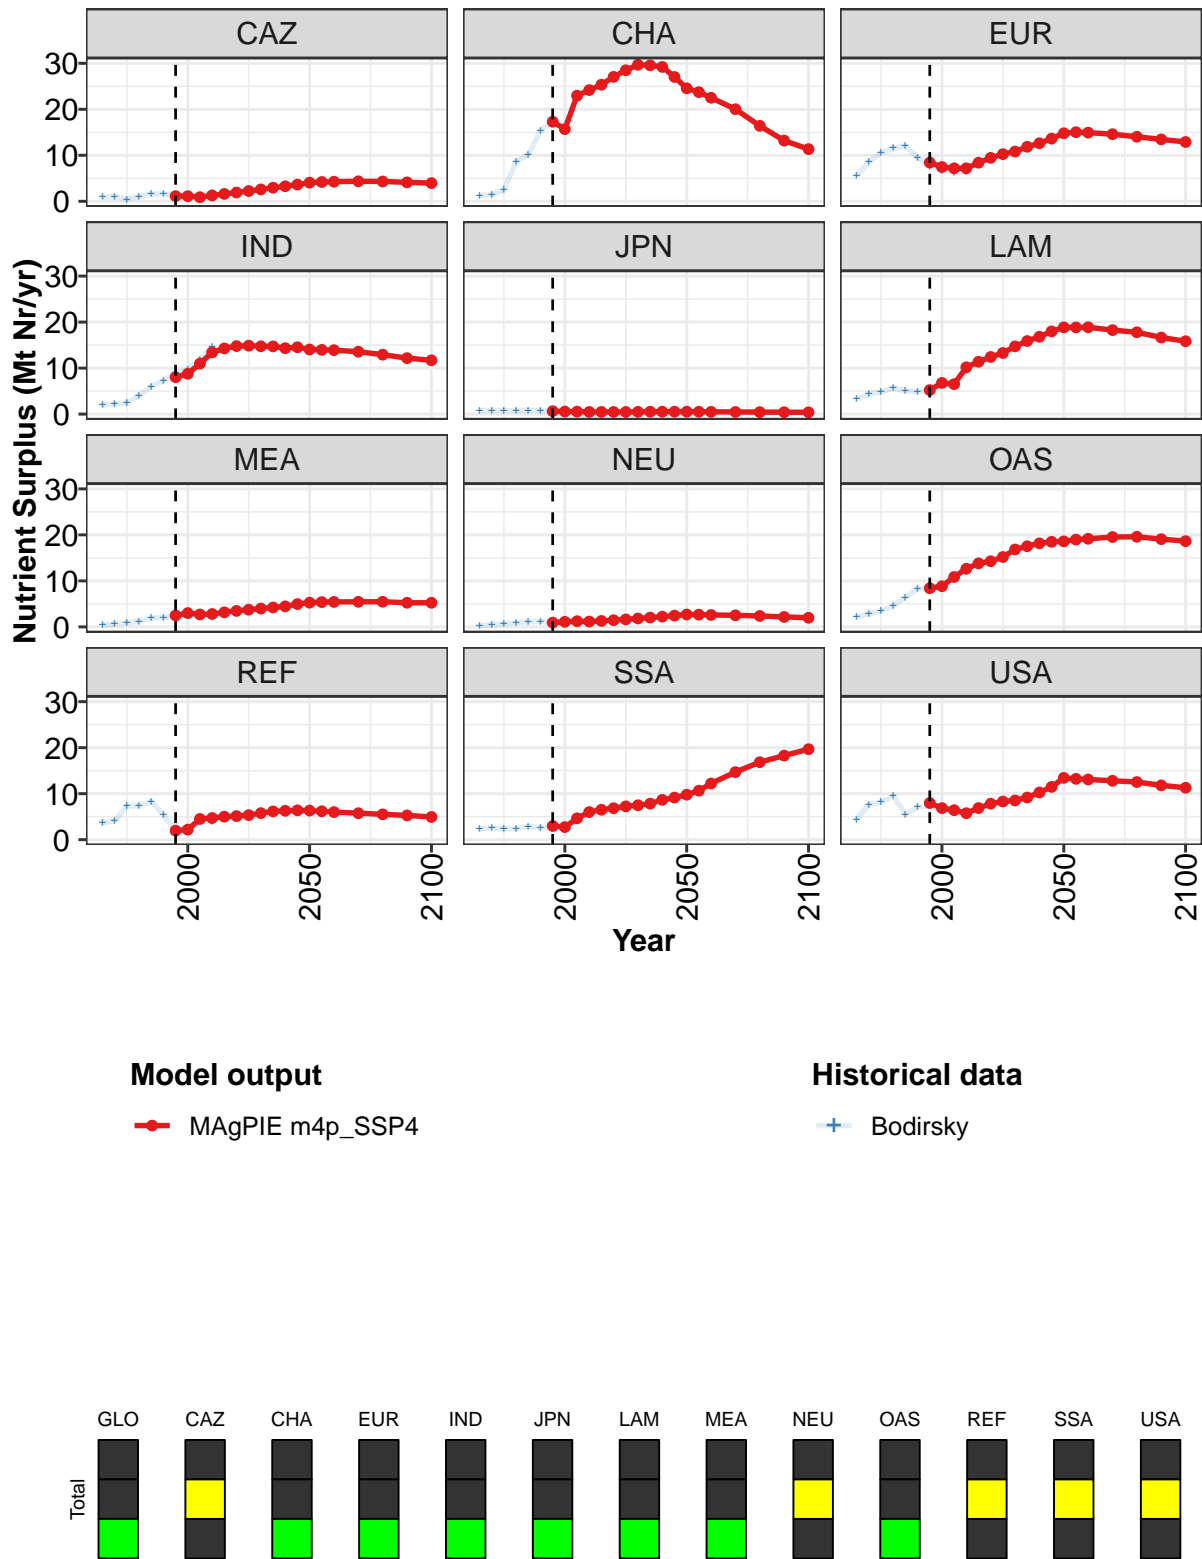 CAZ CHA EUR
30
20
10
0
IND JPN LAM
30
20
10
0
MEA NEU OAS
30
20
10
0
REF SSA USA
30
20
10
0
Nutrient Surplus (Mt Nr/yr)
2000 2050 2100 2000 2050 2100 2000 2050 2100
Year
Model output Historical data
MAgPIE m4p_SSP4 Bodirsky
GLO CAZ CHA EUR IND JPN LAM MEA NEU OAS REF SSA USA
Total